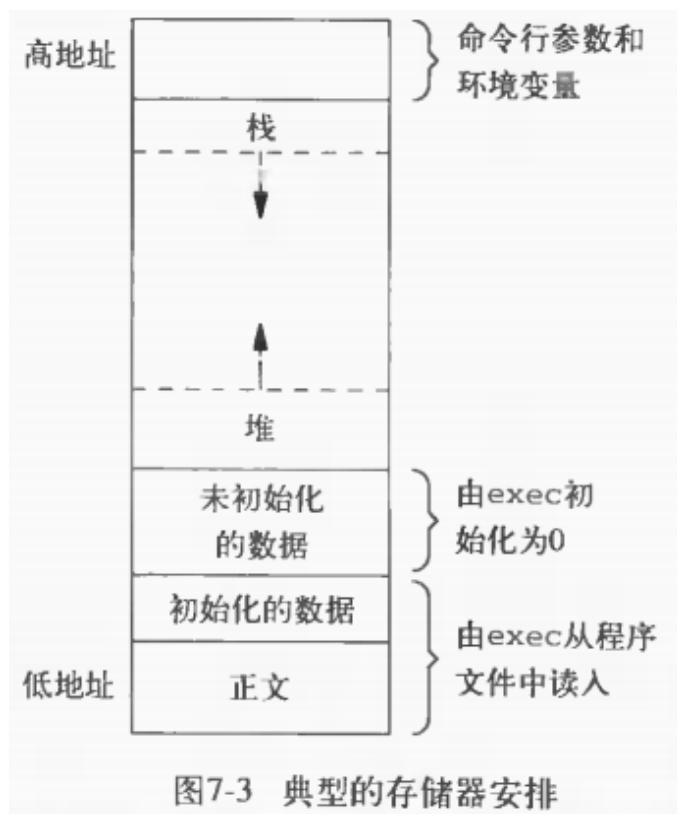 高地址
命令行参数和
环境变量
栈
堆
未初始化
的数据
由exec初
始化为0
初始化的数据
由exec从程序
文件中读入
低地址
正文
图7-3 典型的存储器安排